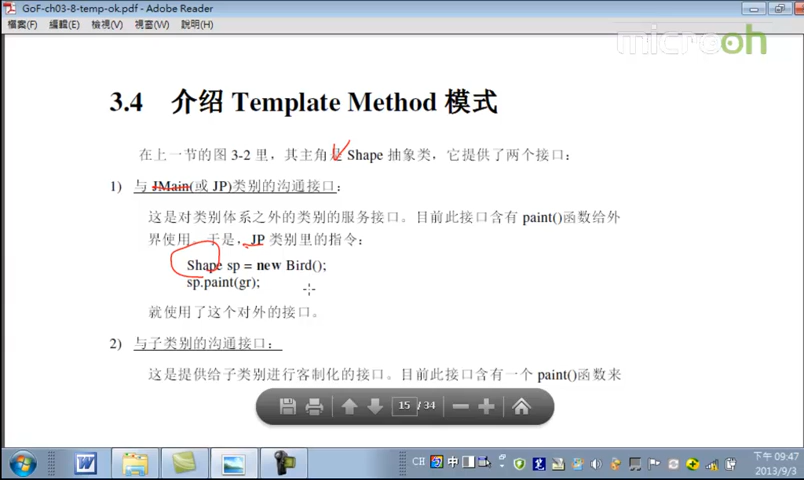 GoF-ch03-8-temp-ok.pdf - Adobe Reader
檔案(F) 編輯(E) 檢視(V) 視窗(W) 說明(H)
microoh
3.4 介绍 Template Method 模式
在上一节的图 3-2 里，其主角是 Shape 抽象类，它提供了两个接口：
1) 与 JMain(或 JP)类别的沟通接口：
这是对类别体系之外的类别的服务接口。目前此接口含有 paint()函数给外
界使用。于是，JP 类别里的指令：
Shape sp = new Bird();
sp.paint(gr);
就使用了这个对外的接口。
2) 与子类别的沟通接口：
这是提供给子类别进行客制化的接口。目前此接口含有一个 paint()函数来
15 / 34
CH 中
下午 09:47
2013/9/3